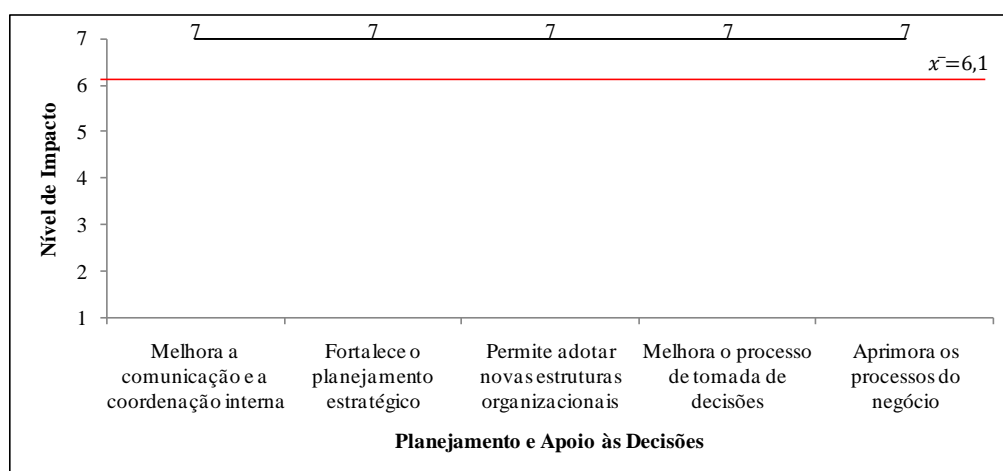 7 7 7 7 7
7
6
5
4
3
2
1
x̄=6,1
Nível de Impacto
Melhora a
comunicação e a
coordenação interna
Fortalece o
planejamento
estratégico
Permite adotar
novas estruturas
organizacionais
Melhora o processo
de tomada de
decisões
Aprimora os
processos do
negócio
Planejamento e Apoio às Decisões